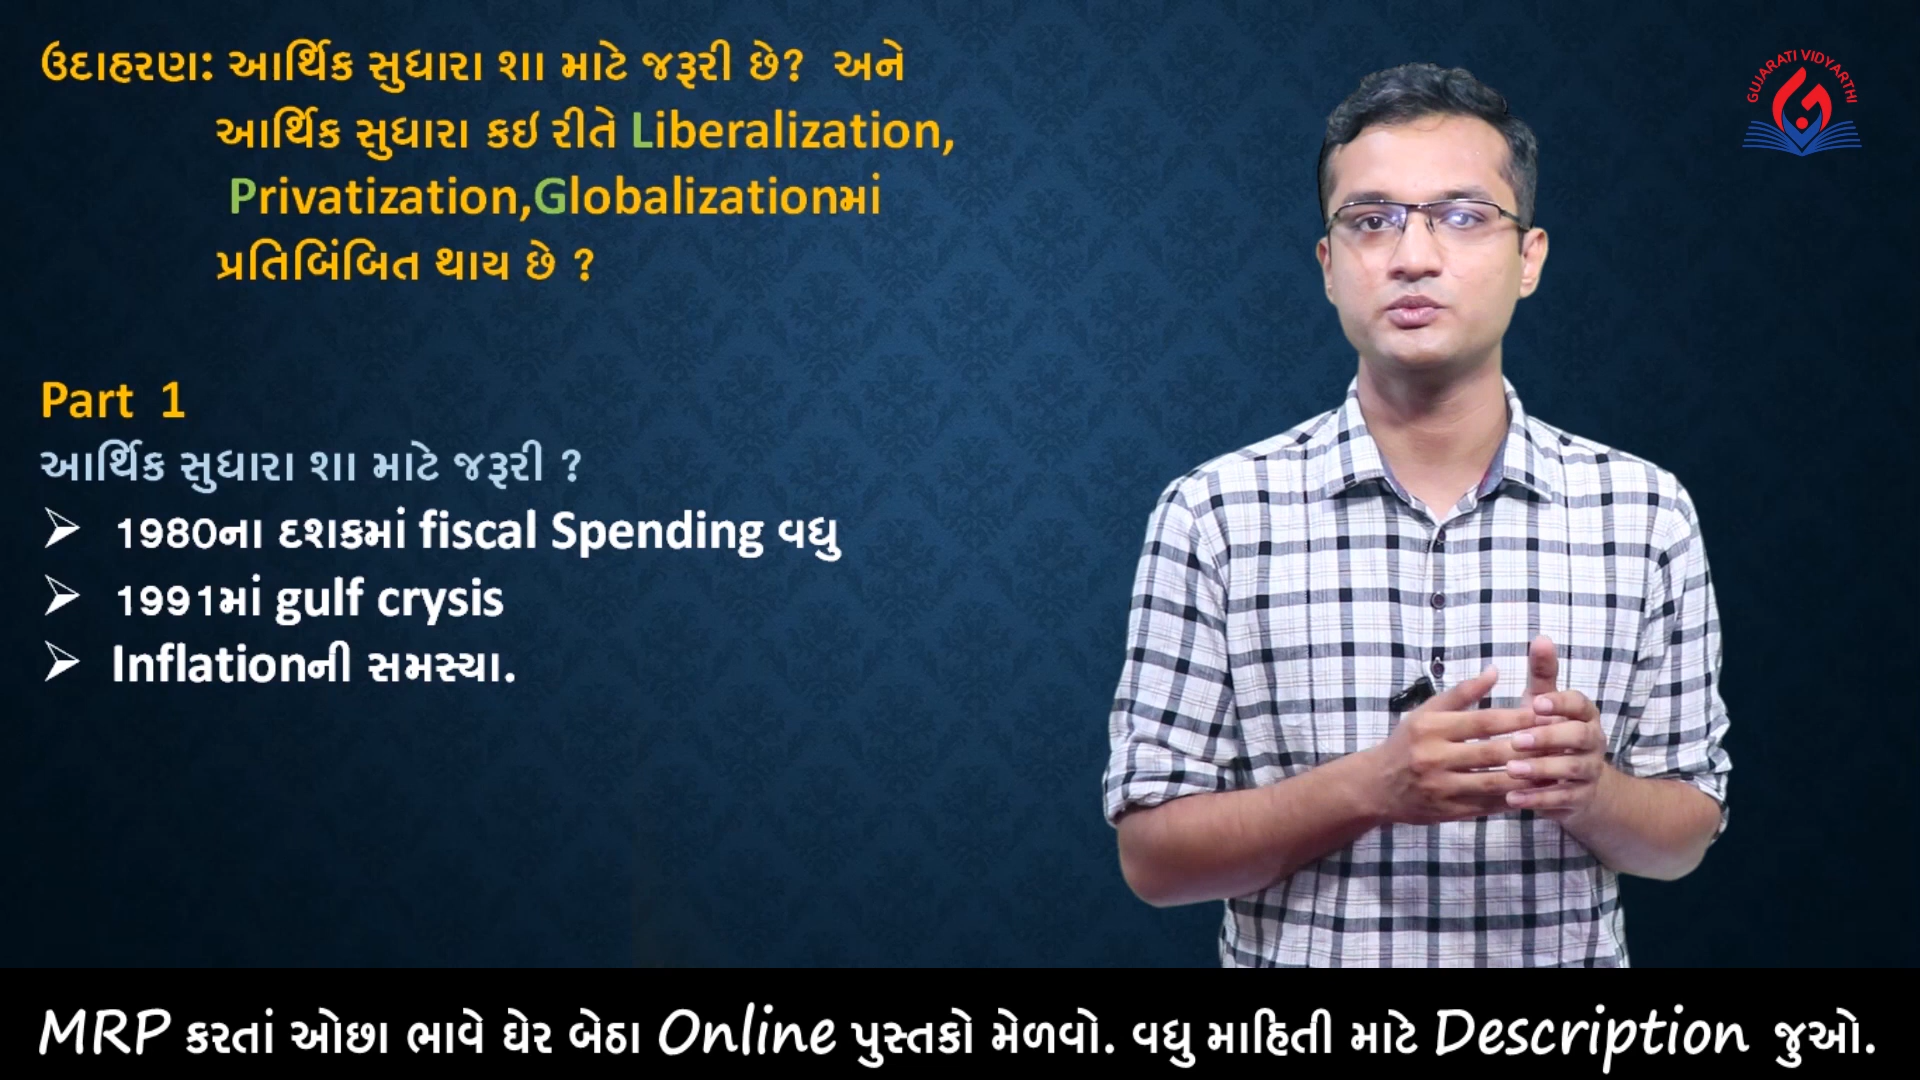 ઉદાહરણ: આર્થિક સુધારા શા માટે જરૂરી છે? અને
આર્થિક સુધારા કઇ રીતે Liberalization,
Privatization,Globalizationમાં
પ્રતિબિંબિત થાય છે ?
GUJARATI VIDYARTHI
Part 1
આર્થિક સુધારા શા માટે જરૂરી ?
➢ 1980ના દશકમાં fiscal Spending વધુ
➢ 1991માં gulf crysis
➢ Inflationની સમસ્યા.
MRP કરતાં ઓછા ભાવે ઘેર બેઠા Online પુસ્તકો મેળવો. વધુ માહિતી માટે Description જુઓ.